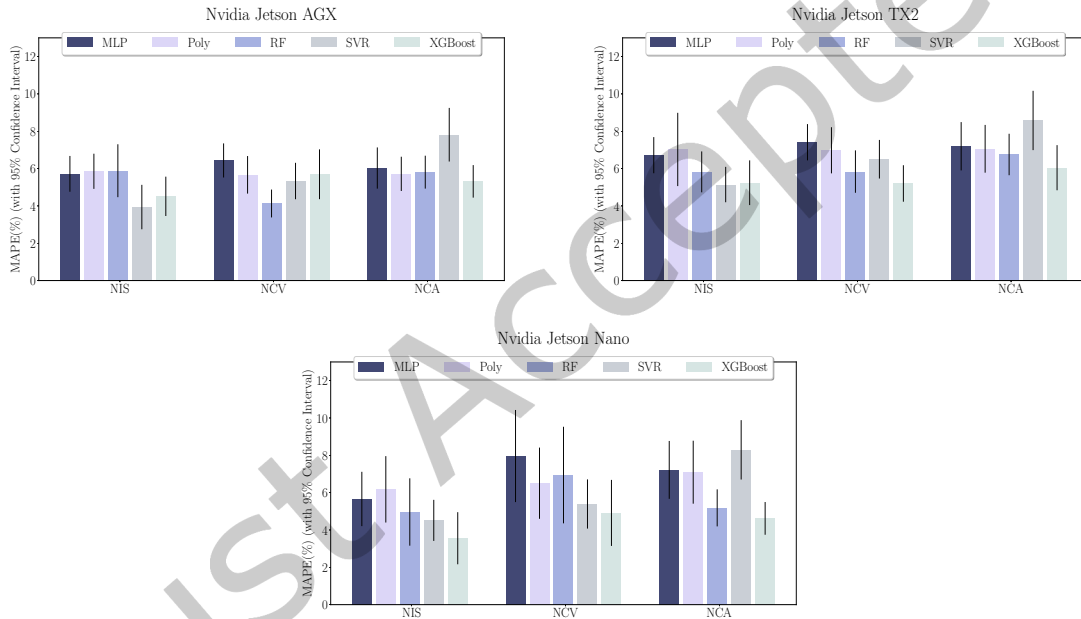 Nvidia Jetson AGX
MAPE(%) (with 95% Confidence Interval)
MLP Poly RF SVR XGBoost
12
10
8
6
4
2
0
NIS NCV NCA
Nvidia Jetson TX2
MAPE(%) (with 95% Confidence Interval)
MLP Poly RF SVR XGBoost
12
10
8
6
4
2
0
NIS NCV NCA
Nvidia Jetson Nano
MAPE(%) (with 95% Confidence Interval)
MLP Poly RF SVR XGBoost
12
10
8
6
4
2
0
NIS NCV NCA
ust Accepte